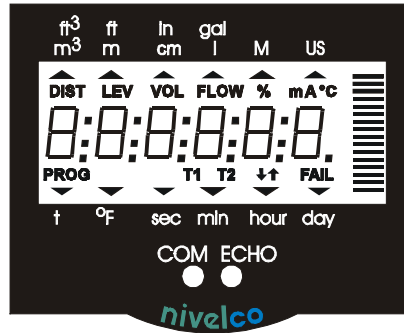 ft³ ft in gal
m³ m cm l M US
DIST LEV VOL FLOW % mA°C
8:8:8:8:8:8.
PROG T1 T2 ↓↑ FAIL
t °F sec min hour day
COM ECHO
nivelco